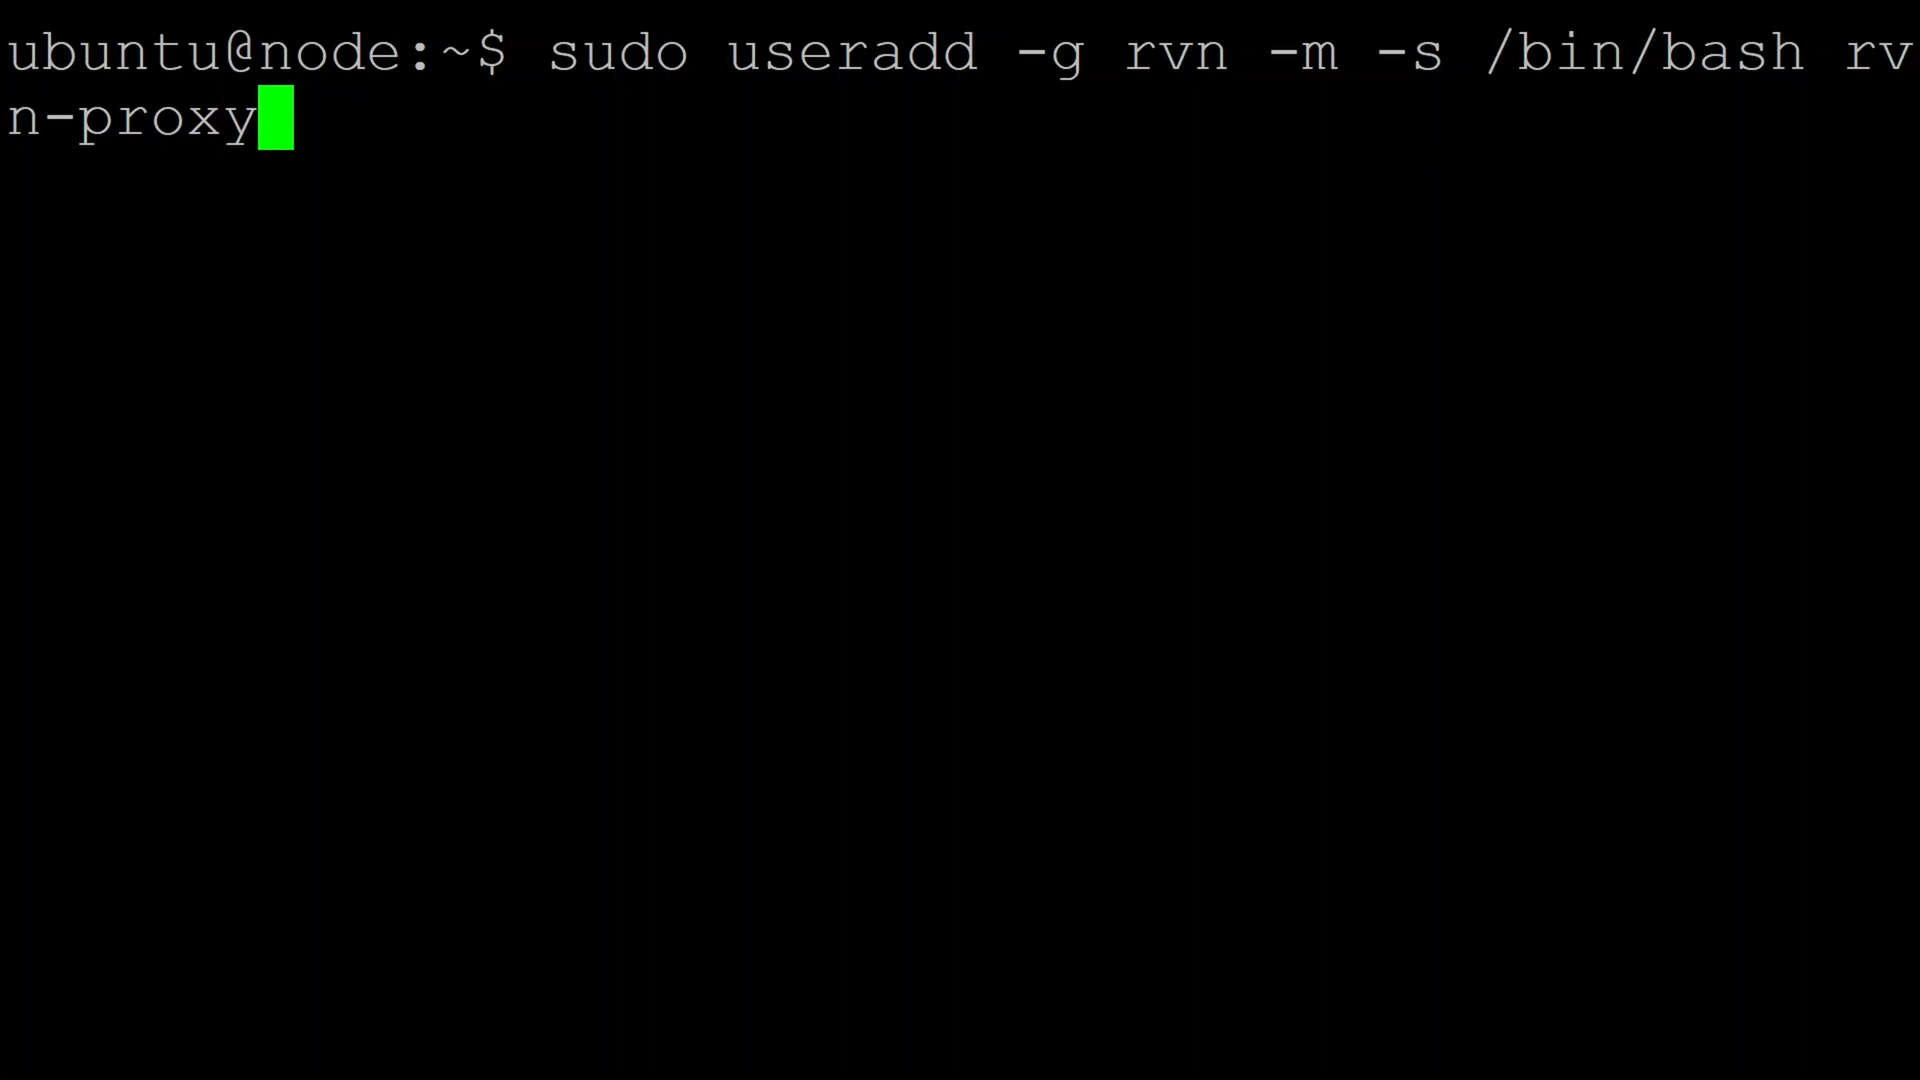 ubuntu@node:~$ sudo useradd -g rvn -m -s /bin/bash rv
n-proxy